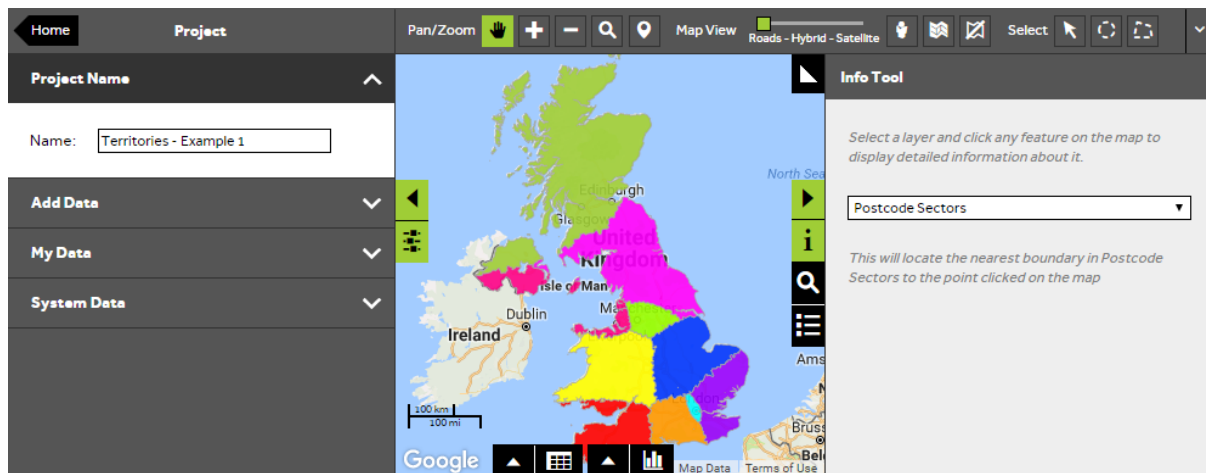 Home
Project
Pan/Zoom
Map View
Roads - Hybrid - Satellite
Select
Project Name
Name: Territories - Example 1
Add Data
My Data
System Data
North Sea
Edinburgh
Glasgow
United
Kingdom
Isle of Man
Dublin
Ireland
Ams
100 km
100 mi
Brus
Bel
Google
Map Data
Terms of Use
Info Tool
Select a layer and click any feature on the map to
display detailed information about it.
Postcode Sectors
i
This will locate the nearest boundary in Postcode
Sectors to the point clicked on the map